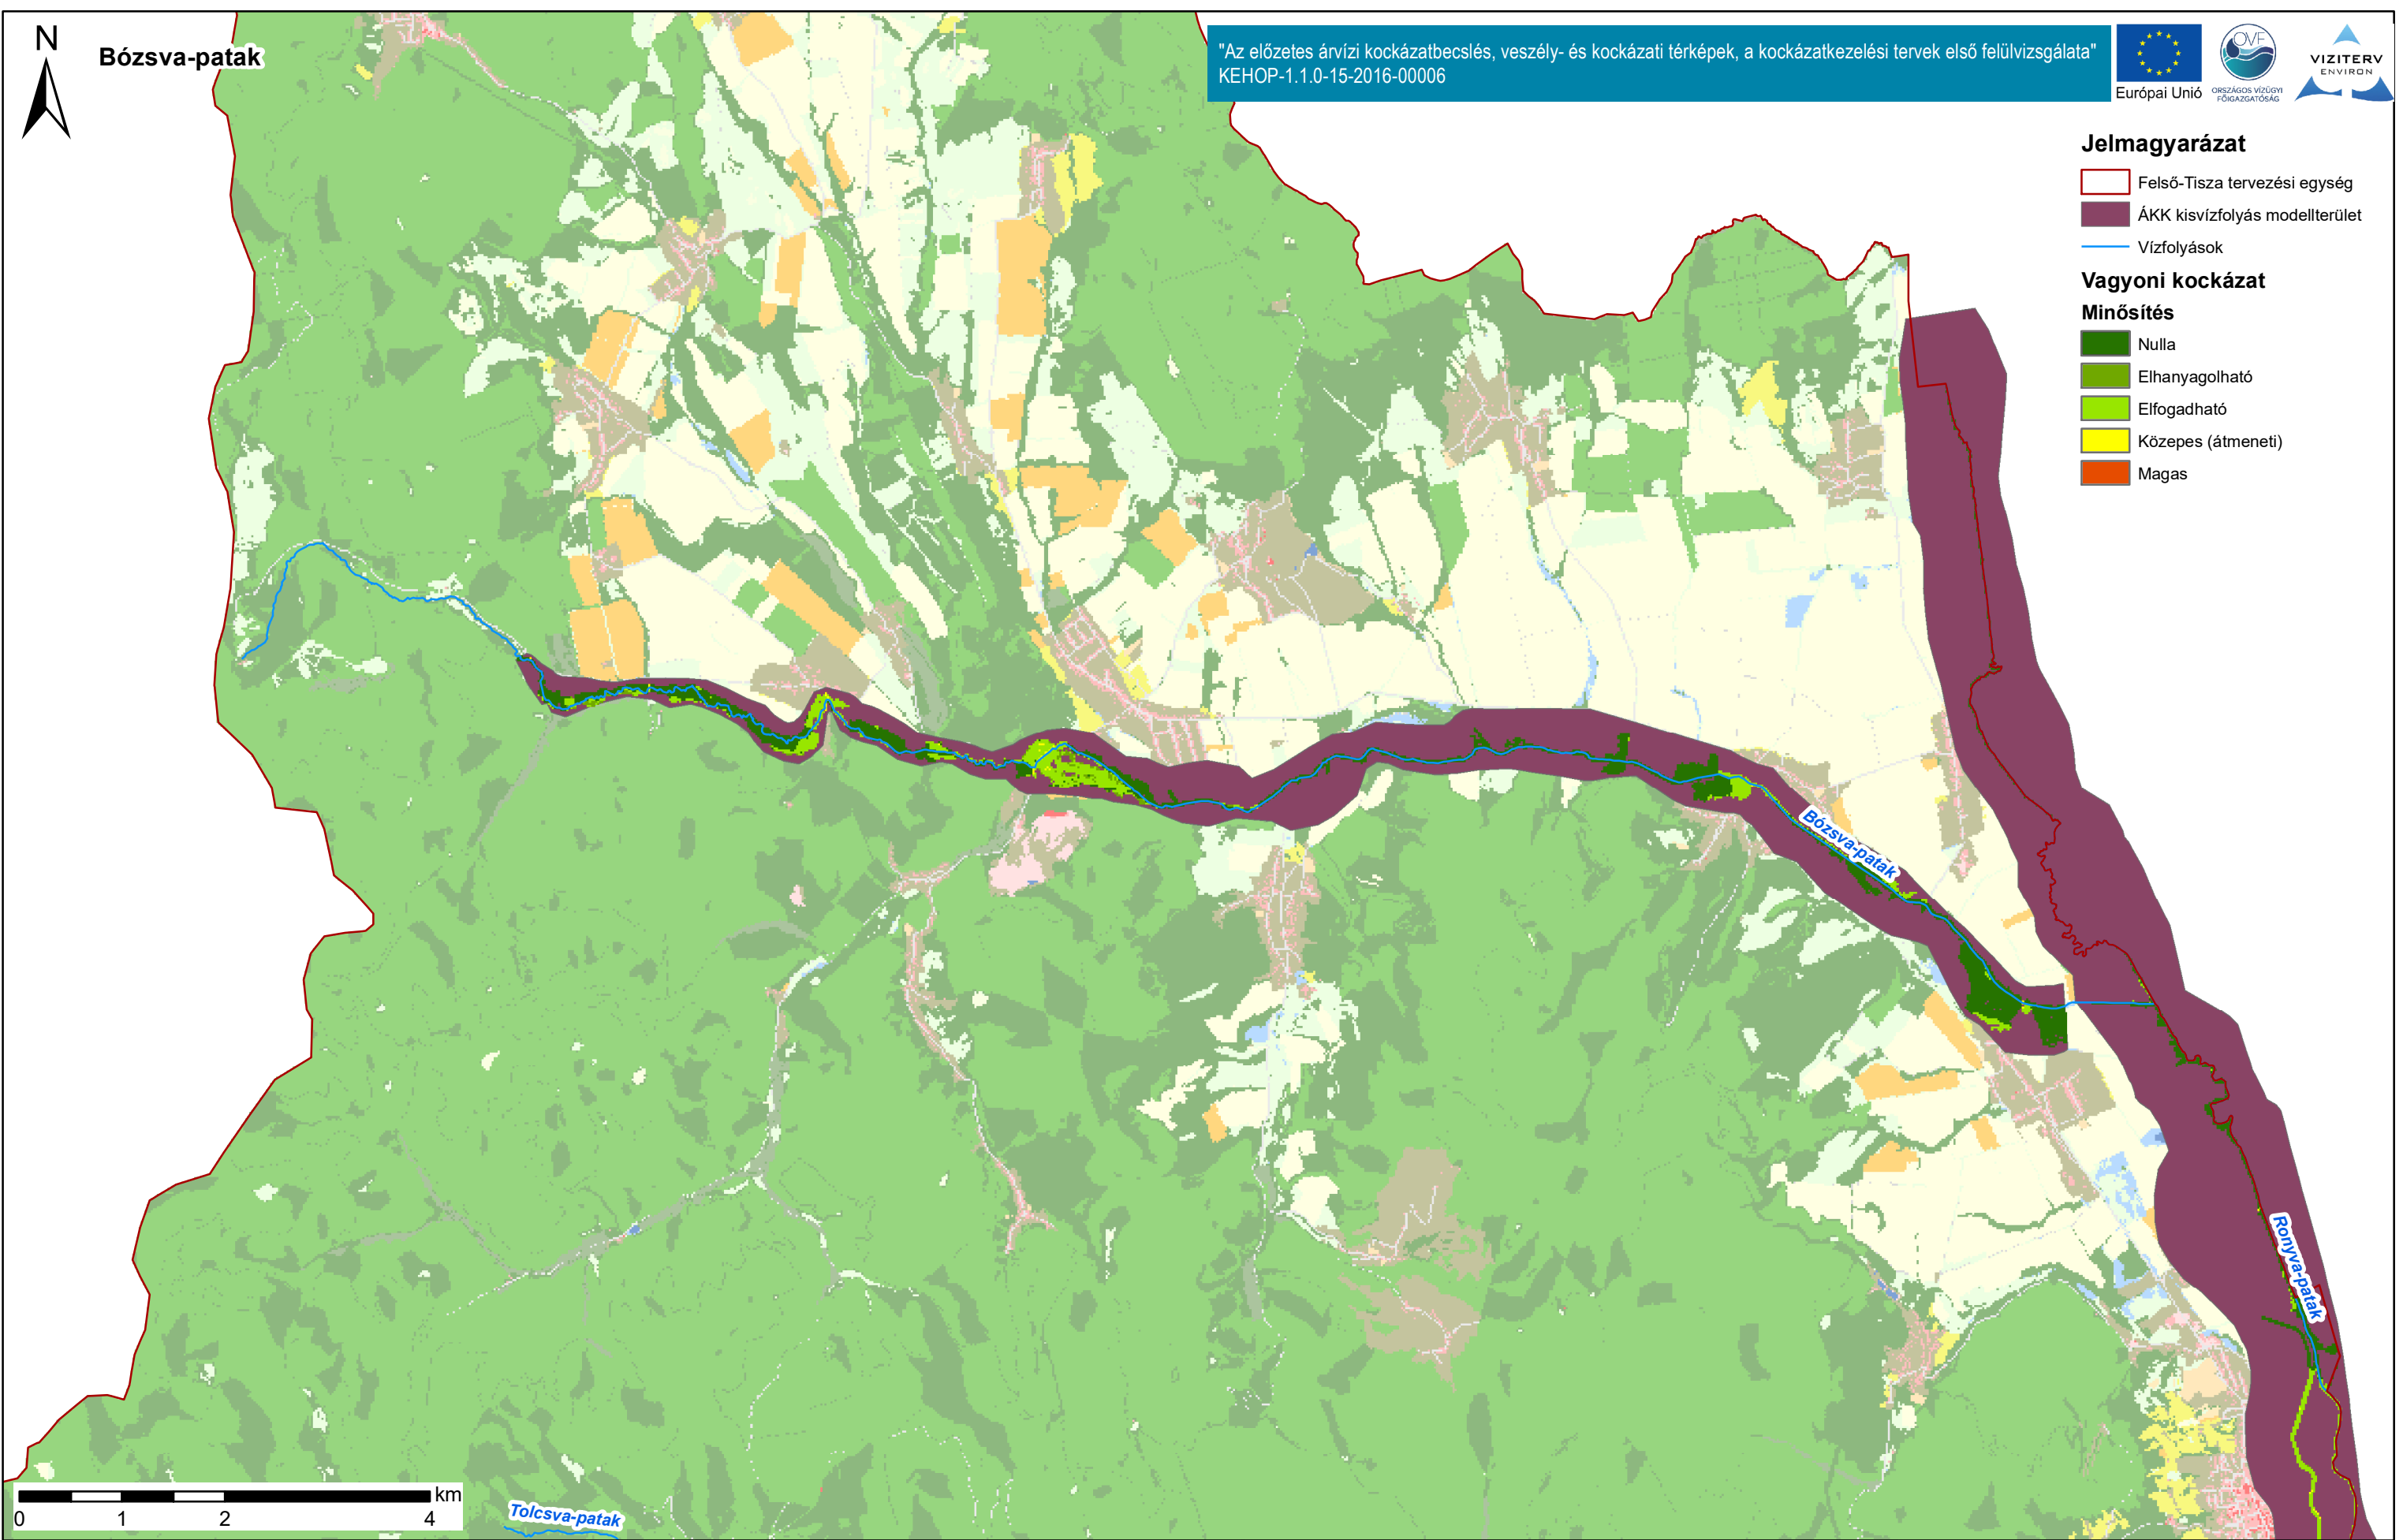 N
Bózsva-patak
"Az előzetes árvízi kockázatbecslés, veszély- és kockázati térképek, a kockázatkezelési tervek első felülvizsgálata"
KEHOP-1.1.0-15-2016-00006
Európai Unió
OVF
ORSZÁGOS VÍZÜGYI
FŐIGAZGATÓSÁG
VIZITERV
ENVIRON
Jelmagyarázat
Felső-Tisza tervezési egység
ÁKK kisvízfolyás modellterület
Vízfolyások
Vagyoni kockázat
Minősítés
Nulla
Elhanyagolható
Elfogadható
Közepes (átmeneti)
Magas
Bózsva-patak
Ronyva-patak
Tolcsva-patak
km
0 1 2 4